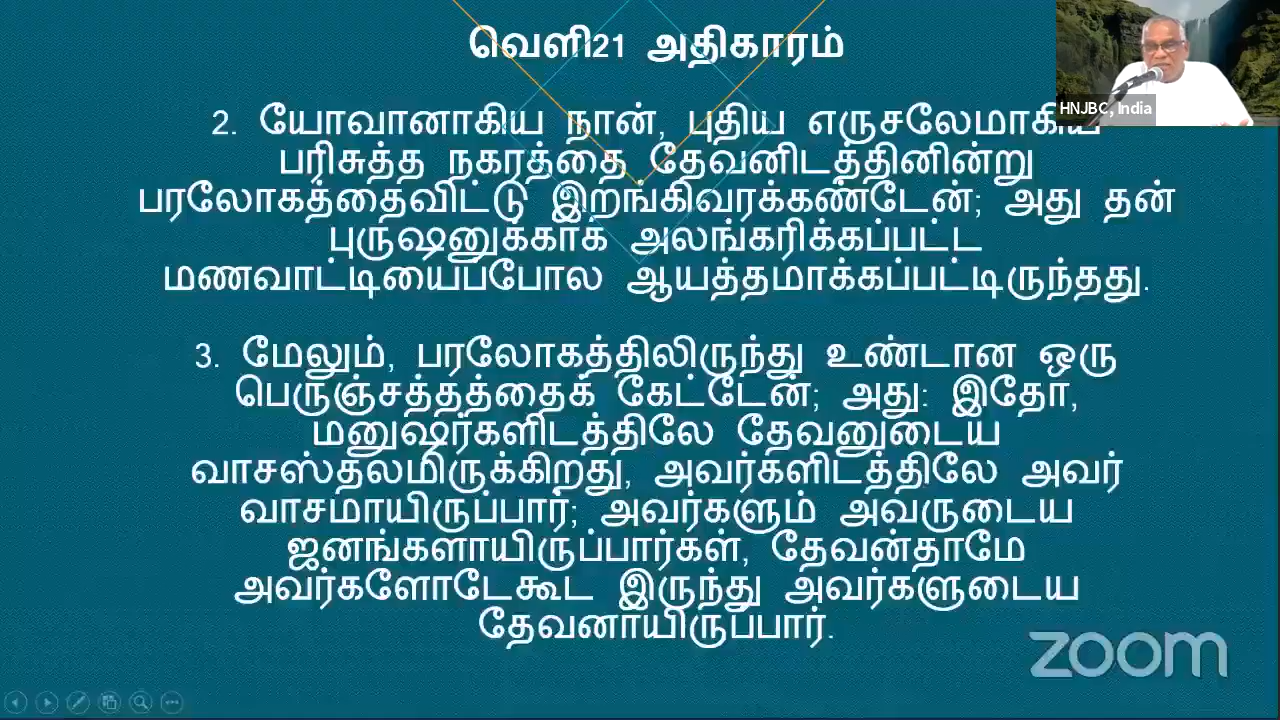 வெளி21 அதிகாரம்
HNJBC, India
2. யோவானாகிய நான், புதிய எருசலேமாகிய
பரிசுத்த நகரத்தை தேவனிடத்தினின்று
பரலோகத்தைவிட்டு இறங்கிவரக்கண்டேன்; அது தன்
புருஷனுக்காக அலங்கரிக்கப்பட்ட
மணவாட்டியைப்போல ஆயத்தமாக்கப்பட்டிருந்தது.
3. மேலும், பரலோகத்திலிருந்து உண்டான ஒரு
பெருஞ்சத்தத்தைக் கேட்டேன்; அது: இதோ,
மனுஷர்களிடத்திலே தேவனுடைய
வாசஸ்தலமிருக்கிறது, அவர்களிடத்திலே அவர்
வாசமாயிருப்பார்; அவர்களும் அவருடைய
ஜனங்களாயிருப்பார்கள், தேவன்தாமே
அவர்களோடேகூட இருந்து அவர்களுடைய
தேவனாயிருப்பார்.
zoom